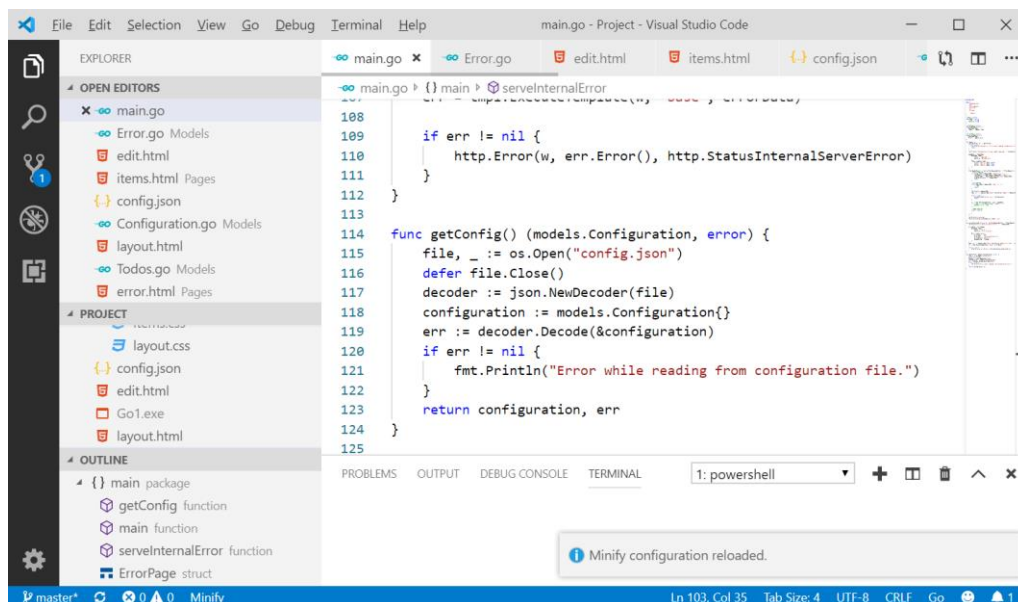 File Edit Selection View Go Debug Terminal Help main.go - Project - Visual Studio Code
EXPLORER
OPEN EDITORS
main.go
Error.go Models
edit.html
items.html Pages
config.json
Configuration.go Models
layout.html
Todos.go Models
error.html Pages
PROJECT
items.css
layout.css
config.json
edit.html
Go1.exe
layout.html
OUTLINE
{ } main package
getConfig function
main function
serveInternalError function
ErrorPage struct
main.go Error.go edit.html items.html {..} config.json
main.go { } main serveInternalError
108
109 if err != nil {
110 http.Error(w, err.Error(), http.StatusInternalServerError)
111 }
112 }
113
114 func getConfig() (models.Configuration, error) {
115 file, _ := os.Open("config.json")
116 defer file.Close()
117 decoder := json.NewDecoder(file)
118 configuration := models.Configuration{}
119 err := decoder.Decode(&configuration)
120 if err != nil {
121 fmt.Println("Error while reading from configuration file.")
122 }
123 return configuration, err
124 }
125
PROBLEMS OUTPUT DEBUG CONSOLE TERMINAL 1: powershell
Minify configuration reloaded.
master* 0 0 Minify Ln 103, Col 35 Tab Size: 4 UTF-8 CRLF Go 1